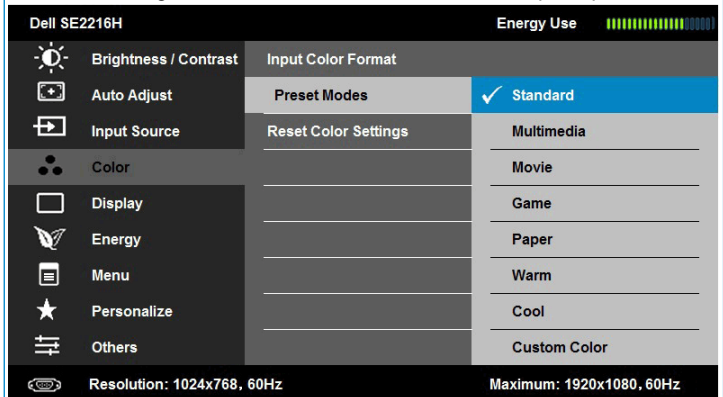 Dell SE2216H Energy Use
Brightness / Contrast Input Color Format
Auto Adjust Preset Modes Standard
Input Source Reset Color Settings Multimedia
Color Movie
Display Game
Energy Paper
Menu Warm
Personalize Cool
Others Custom Color
Resolution: 1024x768, 60Hz Maximum: 1920x1080, 60Hz